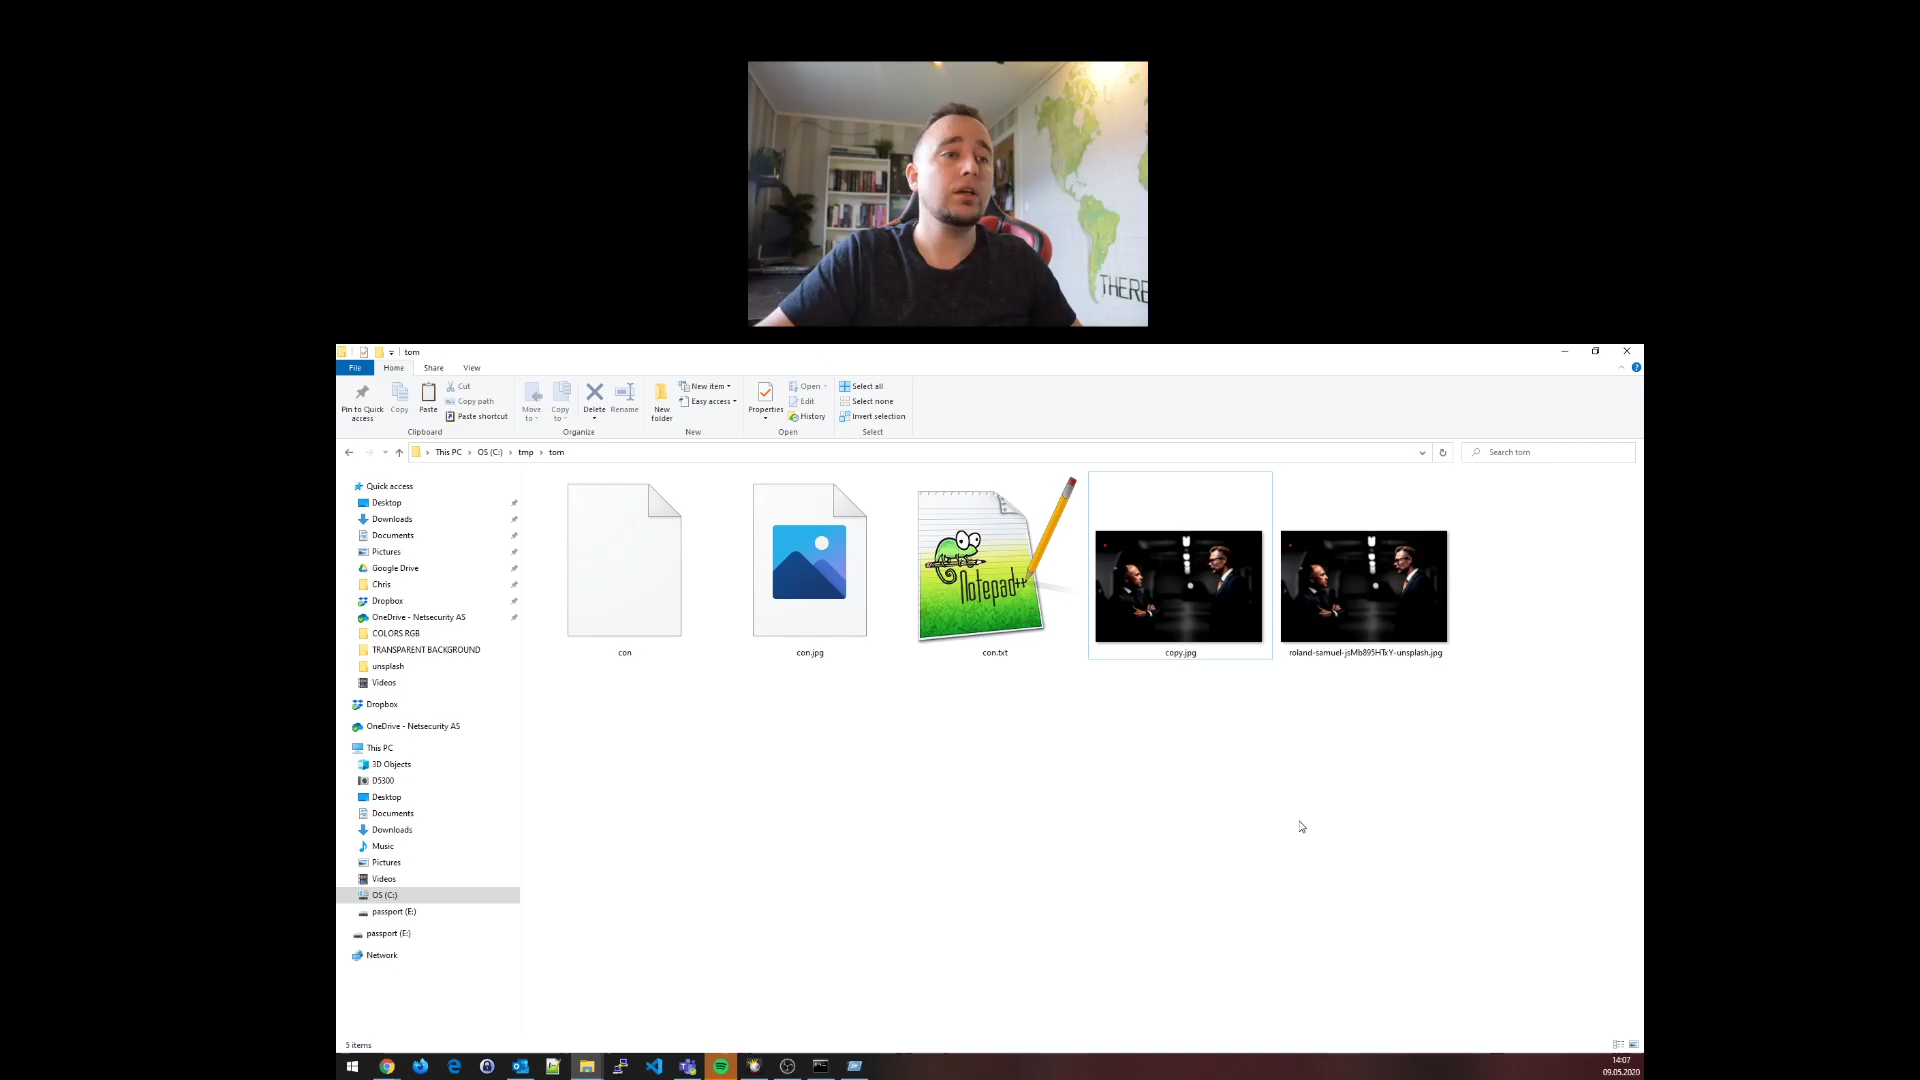 THERE
tom
File Home Share View
Pin to Quick access
Copy
Paste
Cut
Copy path
Paste shortcut
Clipboard
Move to
Copy to
Delete
Rename
Organize
New folder
New item
Easy access
New
Properties
Open
Edit
History
Open
Select all
Select none
Invert selection
Select
This PC > OS (C:) > tmp > tom
Search tom
Quick access
Desktop
Downloads
Documents
Pictures
Google Drive
Chris
Dropbox
OneDrive - Netsecurity AS
COLORS RGB
TRANSPARENT BACKGROUND
unsplash
Videos
Dropbox
OneDrive - Netsecurity AS
This PC
3D Objects
D5300
Desktop
Documents
Downloads
Music
Pictures
Videos
OS (C:)
passport (E:)
passport (E:)
Network
Notepad++
con
con.jpg
con.txt
copy.jpg
roland-samuel-jsMb895HTxY-unsplash.jpg
5 items
14:07
09.05.2020